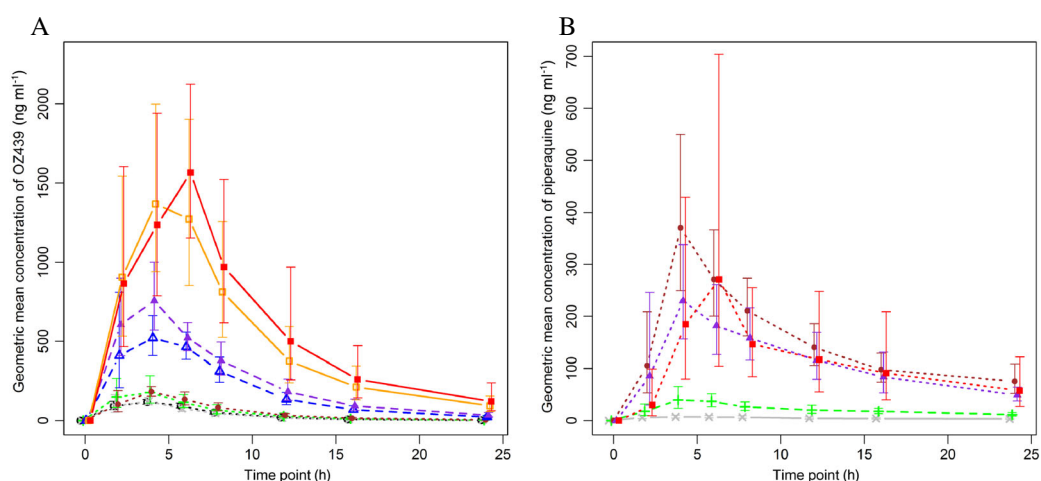 A
Geometric mean concentration of OZ439 (ng ml-1)
2000
1500
1000
500
0
0 5 10 15 20 25
Time point (h)
B
Geometric mean concentration of piperaquine (ng ml-1)
700
600
500
400
300
200
100
0
0 5 10 15 20 25
Time point (h)